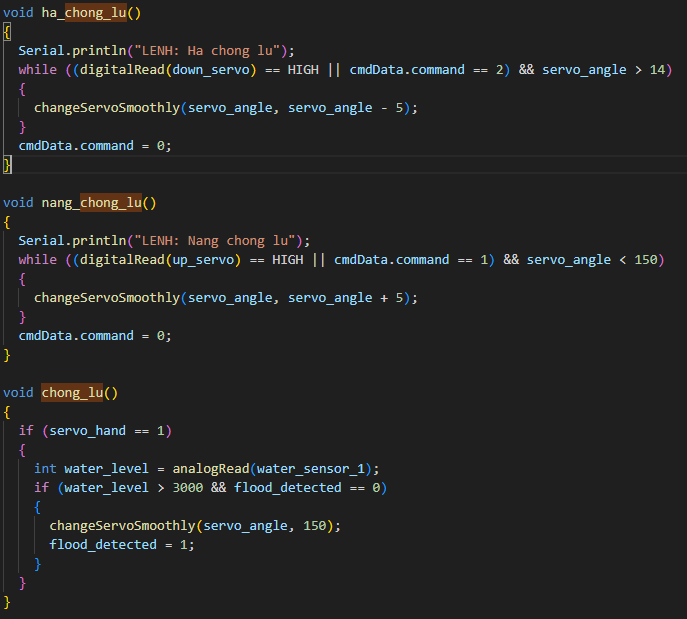 void ha_chong_lu()
{
  Serial.println("LENH: Ha chong lu");
  while ((digitalRead(down_servo) == HIGH || cmdData.command == 2) && servo_angle > 14)
  {
    changeServoSmoothly(servo_angle, servo_angle - 5);
  }
  cmdData.command = 0;
}
void nang_chong_lu()
{
  Serial.println("LENH: Nang chong lu");
  while ((digitalRead(up_servo) == HIGH || cmdData.command == 1) && servo_angle < 150)
  {
    changeServoSmoothly(servo_angle, servo_angle + 5);
  }
  cmdData.command = 0;
}
void chong_lu()
{
  if (servo_hand == 1)
  {
    int water_level = analogRead(water_sensor_1);
    if (water_level > 3000 && flood_detected == 0)
    {
      changeServoSmoothly(servo_angle, 150);
      flood_detected = 1;
    }
  }
}